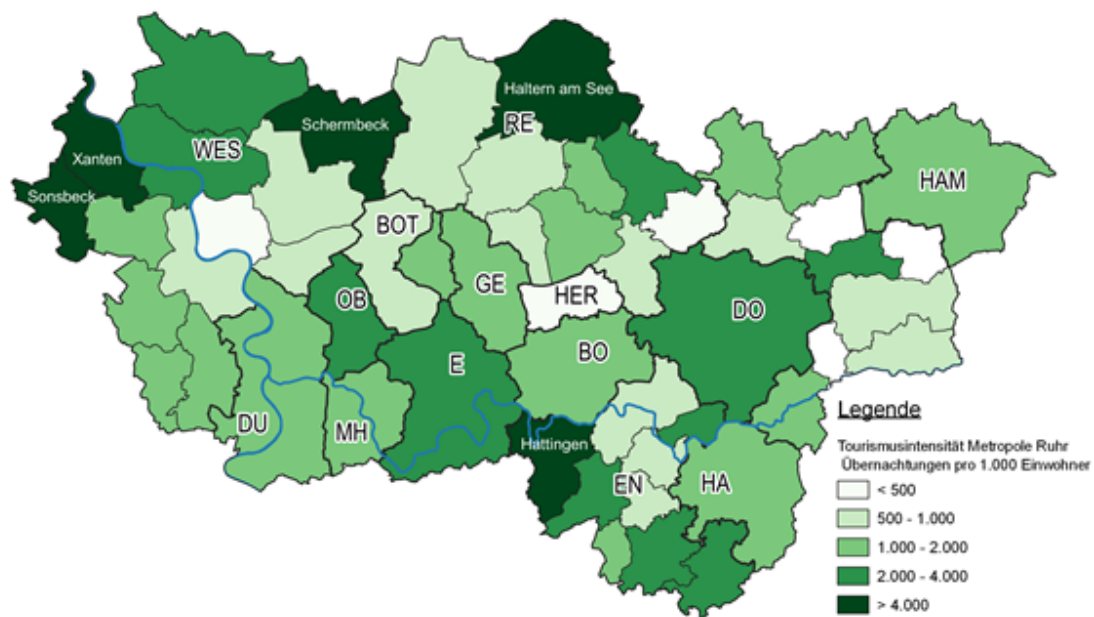 Haltern am See
RE
Schermbeck
WES
Xanten
Sonsbeck
HAM
BOT
GE
OB
HER
DO
E
BO
DU
MH
Hattingen
EN
HA
Legende
Tourismusintensität Metropole Ruhr
Übernachtungen pro 1.000 Einwohner
< 500
500 - 1.000
1.000 - 2.000
2.000 - 4.000
> 4.000